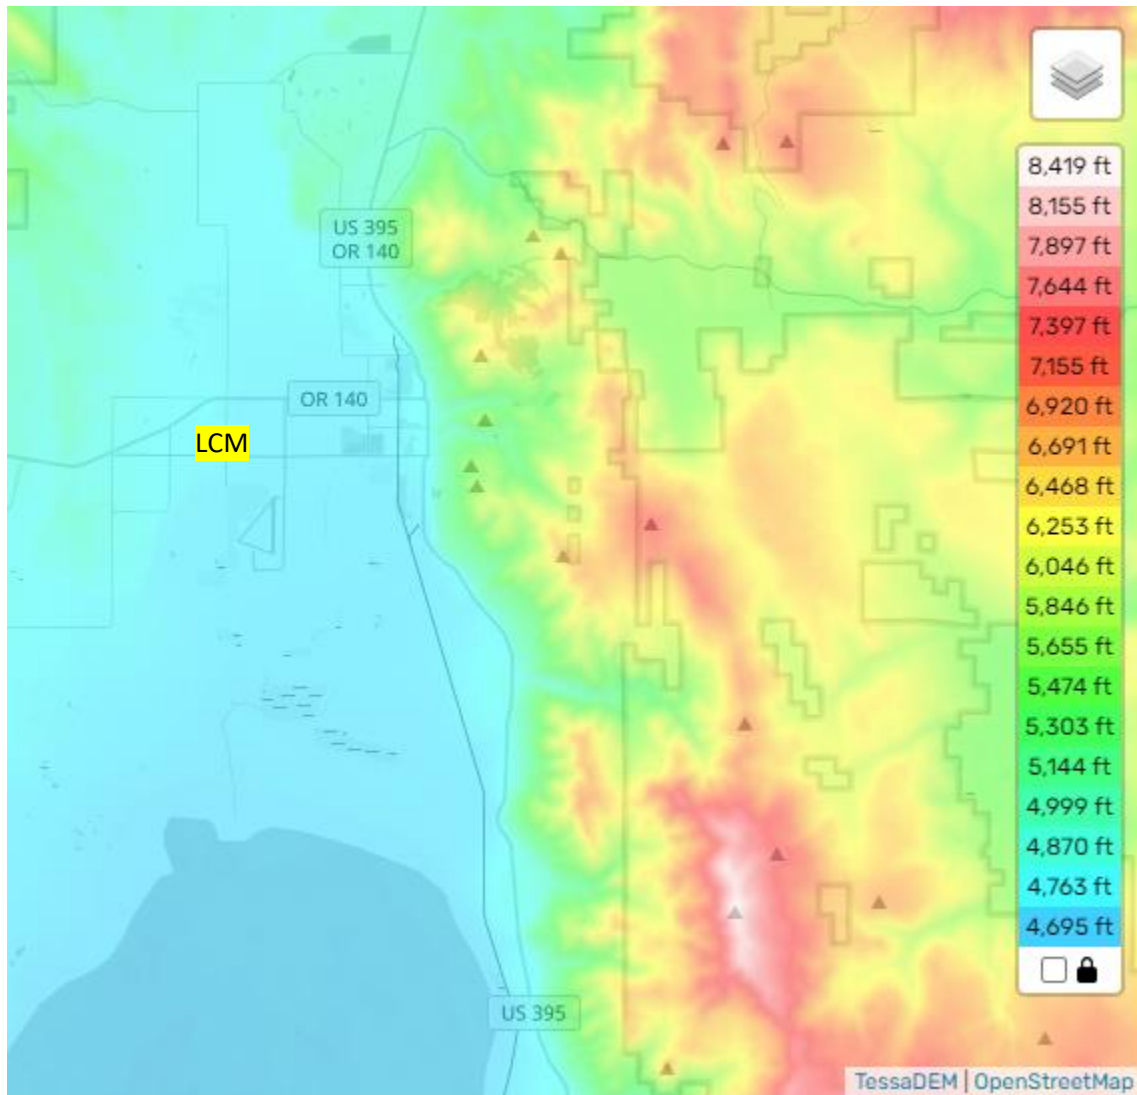 8,419 ft
8,155 ft
7,897 ft
7,644 ft
7,397 ft
7,155 ft
6,920 ft
6,691 ft
6,468 ft
6,253 ft
6,046 ft
5,846 ft
5,655 ft
5,474 ft
5,303 ft
5,144 ft
4,999 ft
4,870 ft
4,763 ft
4,695 ft
US 395
OR 140
OR 140
LCM
US 395
TessaDEM | OpenStreetMap